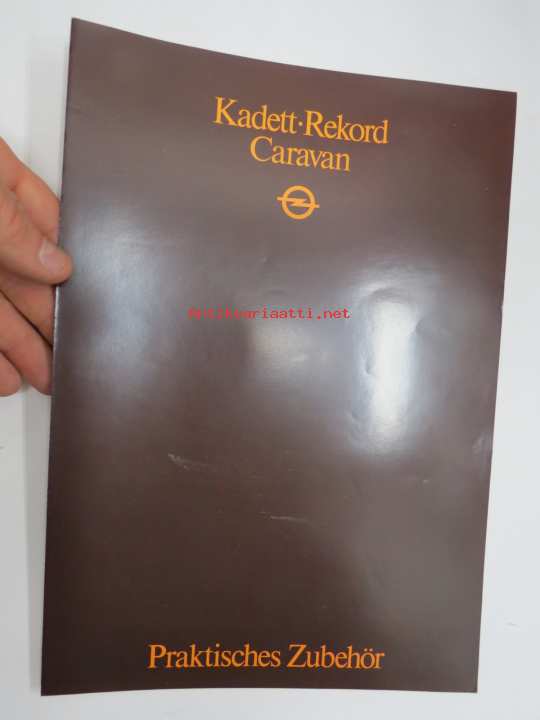 Kadett·Rekord
Caravan
Antikvariaatti.net
Praktisches Zubehör